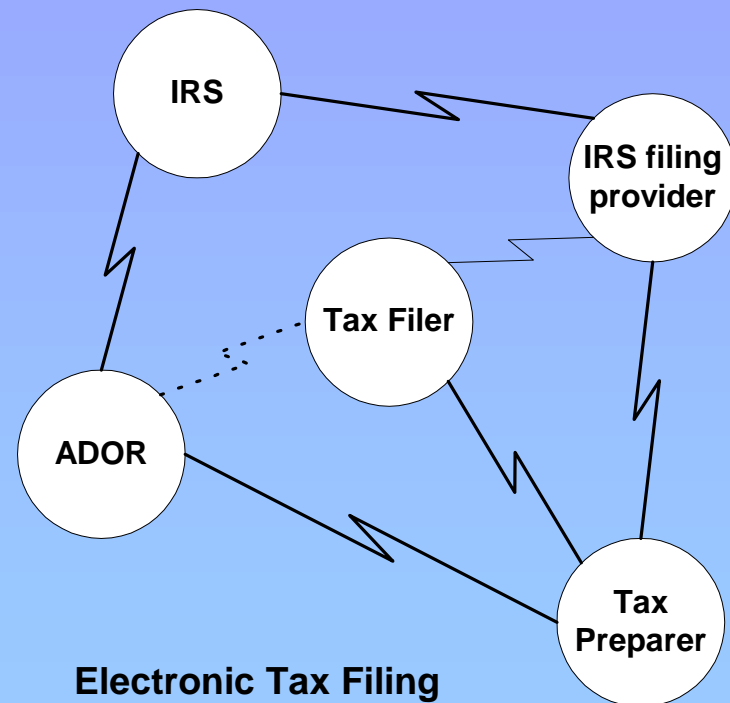 IRS
IRS filing
provider
Tax Filer
ADOR
Tax
Preparer
Electronic Tax Filing